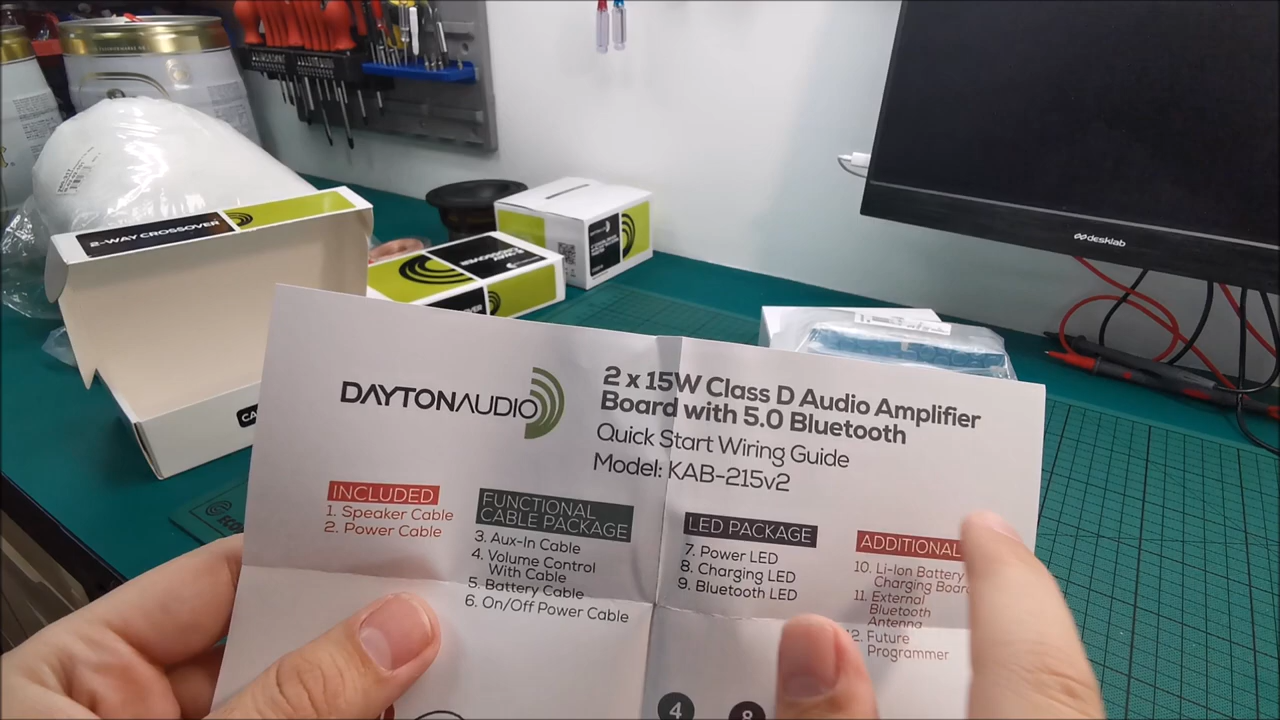 2-WAY CROSSOVER
desklab
DAYTONAUDIO
2 x 15W Class D Audio Amplifier
Board with 5.0 Bluetooth
Quick Start Wiring Guide
Model: KAB-215v2
INCLUDED
1. Speaker Cable
2. Power Cable
FUNCTIONAL
CABLE PACKAGE
3. Aux-In Cable
4. Volume Control
With Cable
5. Battery Cable
6. On/Off Power Cable
LED PACKAGE
7. Power LED
8. Charging LED
9. Bluetooth LED
ADDITIONAL
10. Li-Ion Battery
Charging Board
11. External
Bluetooth
Antenna
12. Future
Programmer
4
8